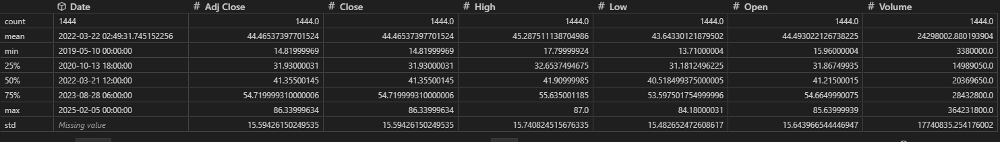 Date # Adj Close # Close # High # Low # Open # Volume
count 1444 1444.0 1444.0 1444.0 1444.0 1444.0 1444.0
mean 2022-03-22 02:49:31.745152256 44.46537397701524 44.46537397701524 45.287511138704986 43.64330121879502 44.493022126738225 24298002.880193904
min 2019-05-10 00:00:00 14.81999969 14.81999969 17.79999924 13.71000004 15.96000004 3380000.0
25% 2020-10-13 18:00:00 31.93000031 31.93000031 32.6537494675 31.1812496225 31.86749935 14989050.0
50% 2022-03-21 12:00:00 41.35500145 41.35500145 41.90999985 40.518499375000005 41.21500015 20369650.0
75% 2023-08-28 06:00:00 54.719999310000006 54.719999310000006 55.635001185 53.597501754999996 54.6649990075 28432800.0
max 2025-02-05 00:00:00 86.33999634 86.33999634 87.0 84.18000031 85.63999939 364231800.0
std Missing value 15.59426150249535 15.59426150249535 15.740824515676335 15.482652472608617 15.643966544446947 17740835.254176002